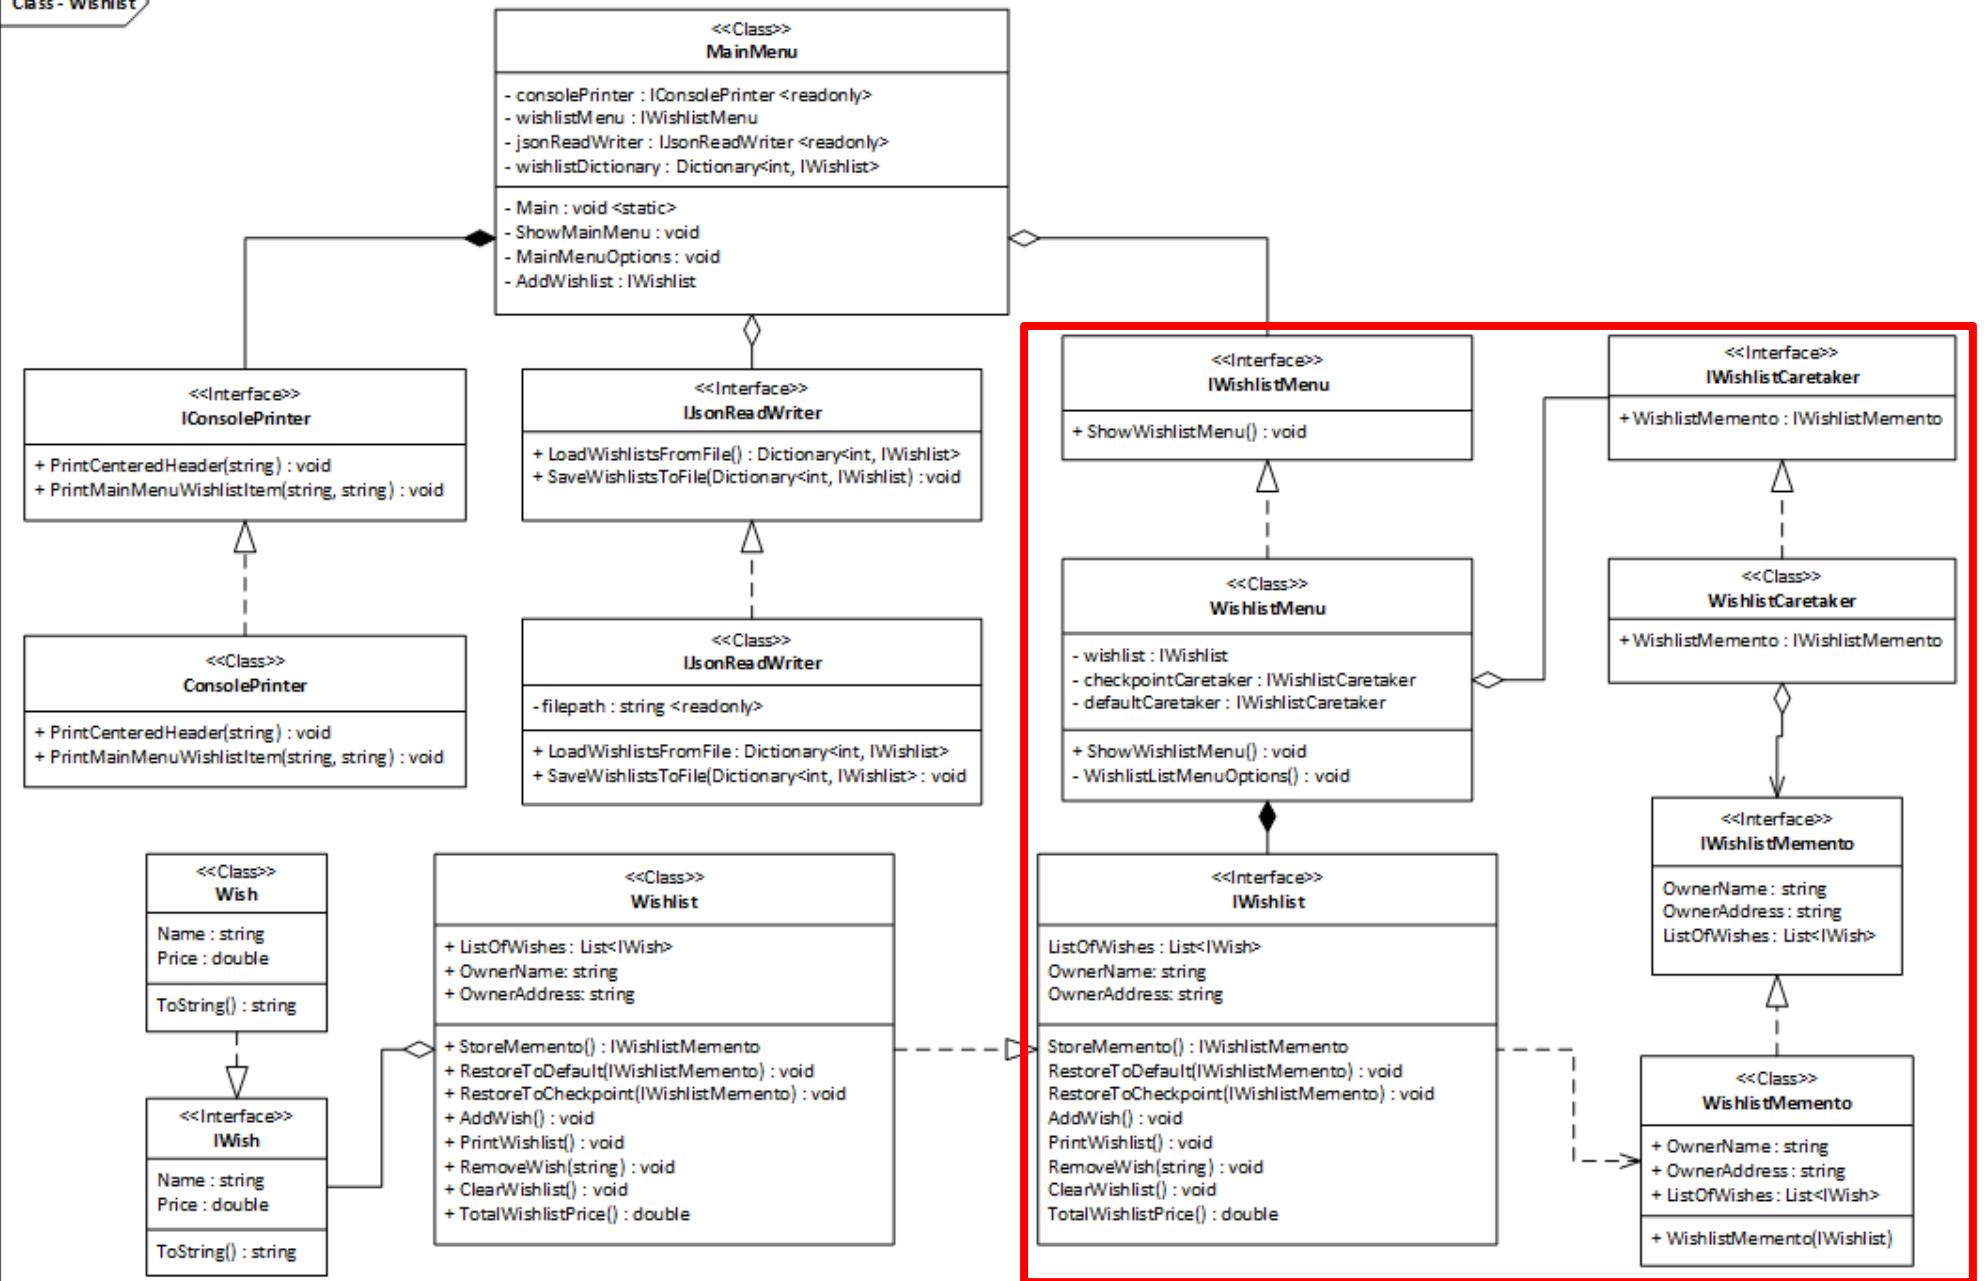 Class - Wishlist
<<Class>>
MainMenu
- consolePrinter : IConsolePrinter <readonly>
- wishlistMenu : IWishlistMenu
- jsonReadWriter : IJsonReadWriter <readonly>
- wishlistDictionary : Dictionary<int, IWishlist>
- Main : void <static>
- ShowMainMenu : void
- MainMenuOptions : void
- AddWishlist : IWishlist
<<Interface>>
IConsolePrinter
+ PrintCenteredHeader(string) : void
+ PrintMainMenuWishlistItem(string, string) : void
<<Interface>>
IJsonReadWriter
+ LoadWishlistsFromFile() : Dictionary<int, IWishlist>
+ SaveWishlistsToFile(Dictionary<int, IWishlist) : void
<<Interface>>
IWishlistMenu
+ ShowWishlistMenu() : void
<<Interface>>
IWishlistCaretaker
+ WishlistMemento : IWishlistMemento
<<Class>>
ConsolePrinter
+ PrintCenteredHeader(string) : void
+ PrintMainMenuWishlistItem(string, string) : void
<<Class>>
IJsonReadWriter
- filepath : string <readonly>
+ LoadWishlistsFromFile : Dictionary<int, IWishlist>
+ SaveWishlistsToFile(Dictionary<int, IWishlist> : void
<<Class>>
WishlistMenu
- wishlist : IWishlist
- checkpointCaretaker : IWishlistCaretaker
- defaultCaretaker : IWishlistCaretaker
+ ShowWishlistMenu() : void
- WishlistListMenuOptions() : void
<<Class>>
WishlistCaretaker
+ WishlistMemento : IWishlistMemento
<<Interface>>
IWishlistMemento
OwnerName : string
OwnerAddress : string
ListOfWishes : List<IWish>
<<Class>>
Wish
Name : string
Price : double
ToString() : string
<<Interface>>
IWish
Name : string
Price : double
ToString() : string
<<Class>>
Wishlist
+ ListOfWishes : List<IWish>
+ OwnerName: string
+ OwnerAddress: string
+ StoreMemento() : IWishlistMemento
+ RestoreToDefault(IWishlistMemento) : void
+ RestoreToCheckpoint(IWishlistMemento) : void
+ AddWish() : void
+ PrintWishlist() : void
+ RemoveWish(string) : void
+ ClearWishlist() : void
+ TotalWishlistPrice() : double
<<Interface>>
IWishlist
ListOfWishes : List<IWish>
OwnerName: string
OwnerAddress: string
StoreMemento() : IWishlistMemento
RestoreToDefault(IWishlistMemento) : void
RestoreToCheckpoint(IWishlistMemento) : void
AddWish() : void
PrintWishlist() : void
RemoveWish(string) : void
ClearWishlist() : void
TotalWishlistPrice() : double
<<Class>>
WishlistMemento
+ OwnerName : string
+ OwnerAddress : string
+ ListOfWishes : List<IWish>
+ WishlistMemento(IWishlist)